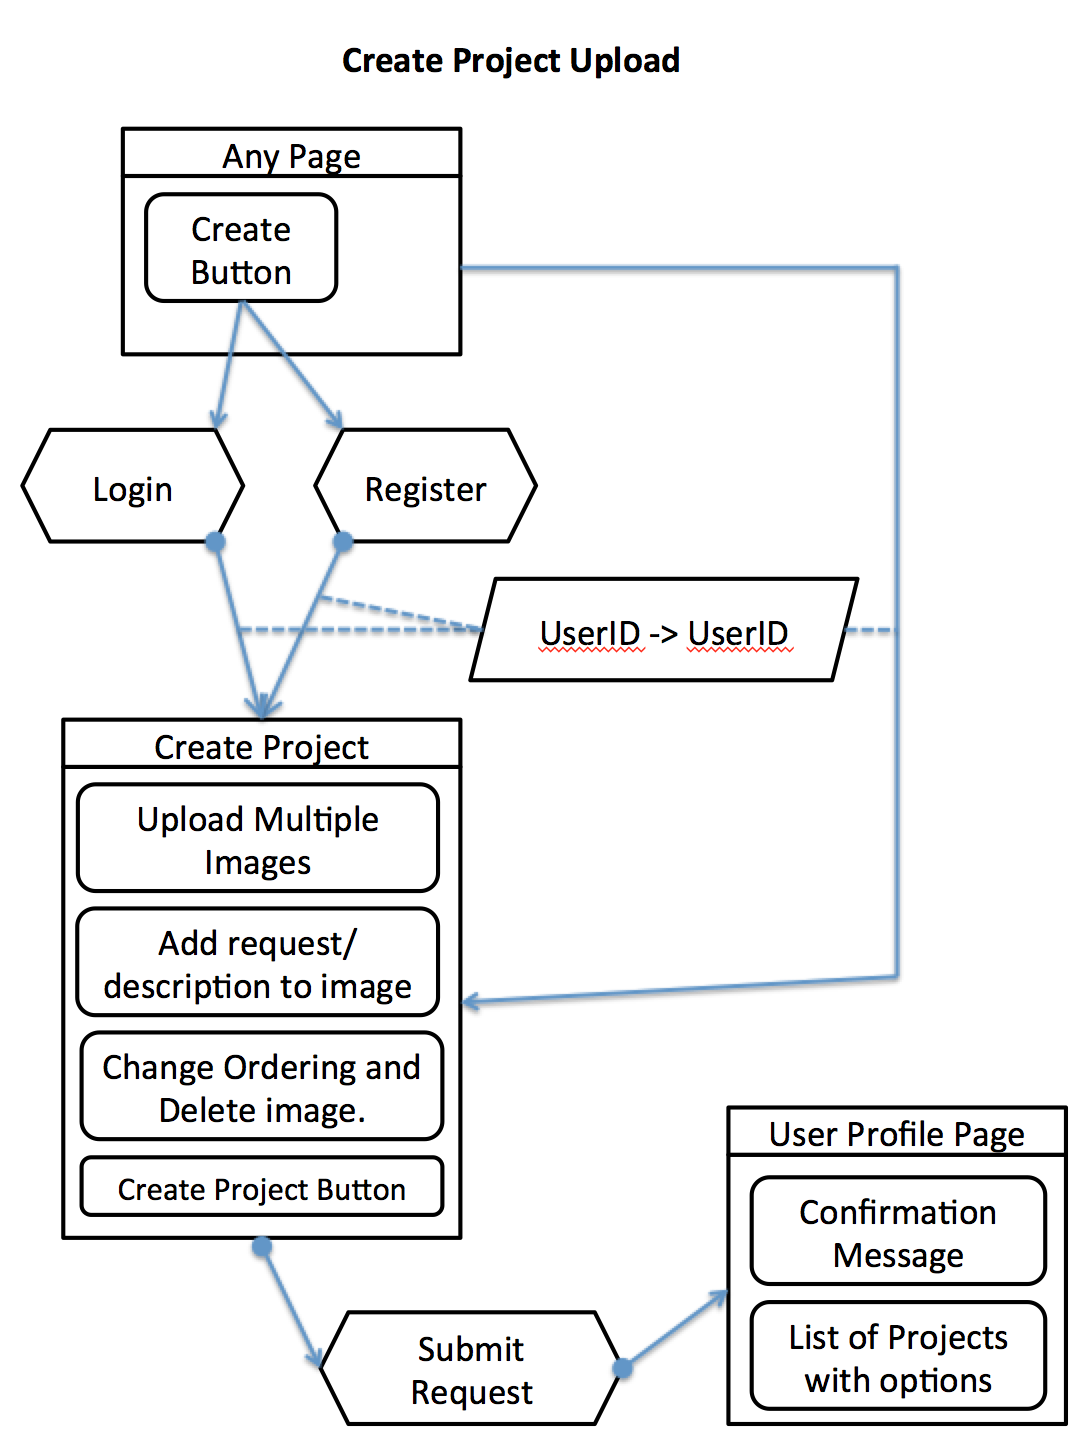 Create Project Upload
Any Page
Create
Button
Login
Register
UserID -> UserID
Create Project
Upload Multiple
Images
Add request/
description to image
Change Ordering and
Delete image.
Create Project Button
User Profile Page
Confirmation
Message
List of Projects
with options
Submit
Request